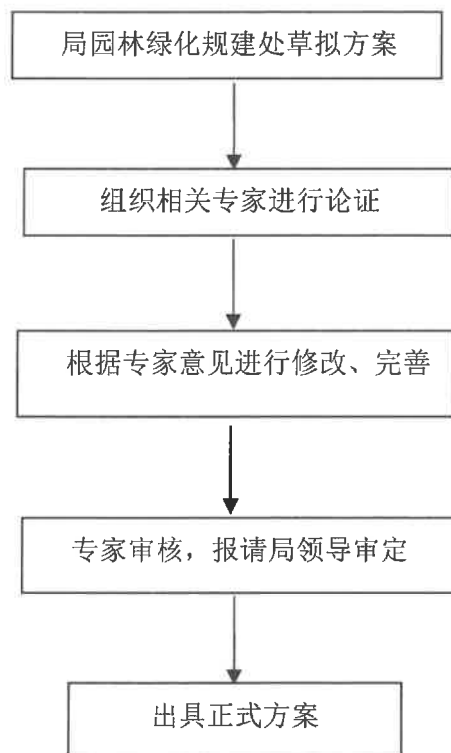 局园林绿化规建处草拟方案
组织相关专家进行论证
根据专家意见进行修改、完善
专家审核，报请局领导审定
出具正式方案